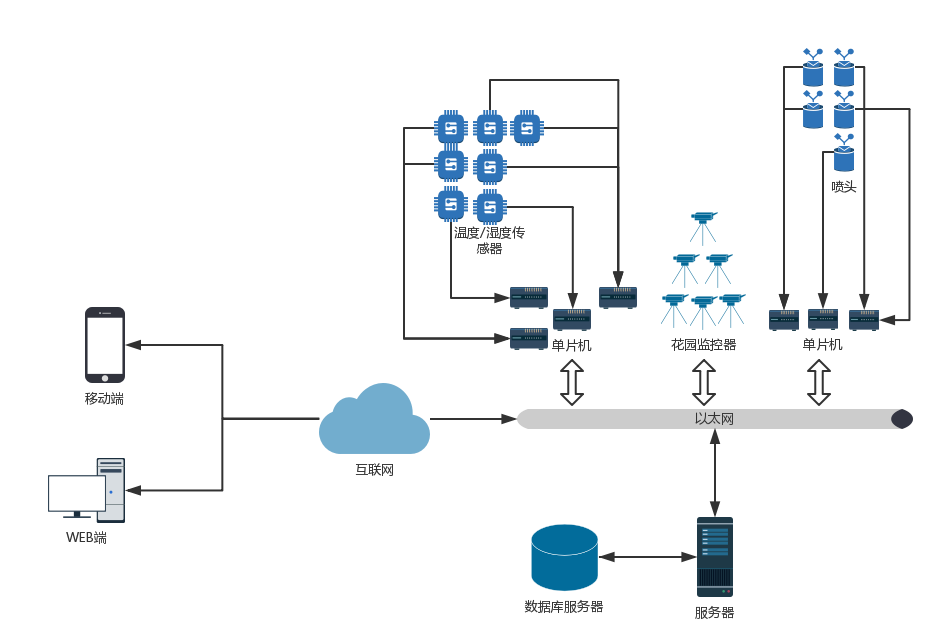 喷头
温度/湿度传
感器
单片机
花园监控器
单片机
移动端
以太网
互联网
WEB端
数据库服务器
服务器